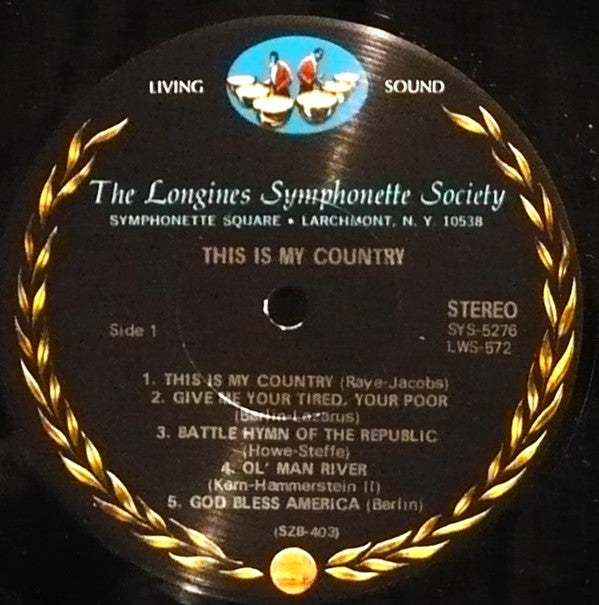 LIVING SOUND
The Longines Symphonette Society
SYMPHONETTE SQUARE • LARCHMONT, N. Y. 10538
THIS IS MY COUNTRY
STEREO
Side 1
SYS-5276
LWS-572
1. THIS IS MY COUNTRY (Raye-Jacobs)
2. GIVE ME YOUR TIRED, YOUR POOR
(Berlin-Lazarus)
3. BATTLE HYMN OF THE REPUBLIC
(Howe-Steffe)
4. OL' MAN RIVER
(Kern-Hammerstein II)
5. GOD BLESS AMERICA (Berlin)
(SZB-403)